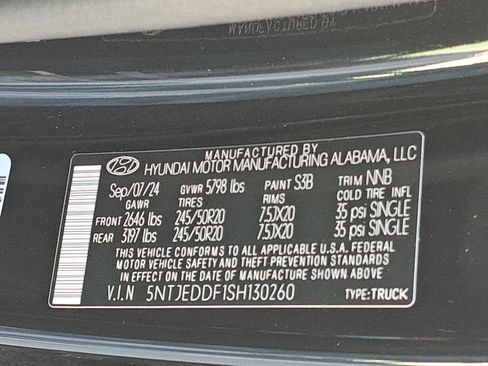 MANUFACTURED BY
HYUNDAI MOTOR MANUFACTURING ALABAMA, LLC
Sep/07/24 GVWR 5798 lbs PAINT S3B TRIM NNB
GAWR TIRES RIMS COLD TIRE INFL
FRONT 2646 lbs 245/50R20 7.5JX20 35 psi SINGLE
REAR 3197 lbs 245/50R20 7.5JX20 35 psi SINGLE
THIS VEHICLE CONFORMS TO ALL APPLICABLE U.S.A. FEDERAL
MOTOR VEHICLE SAFETY AND THEFT PREVENTION STANDARDS
IN EFFECT ON THE DATE OF MANUFACTURE SHOWN ABOVE.
V.I.N 5NTJEDDF1SH130260 TYPE:TRUCK